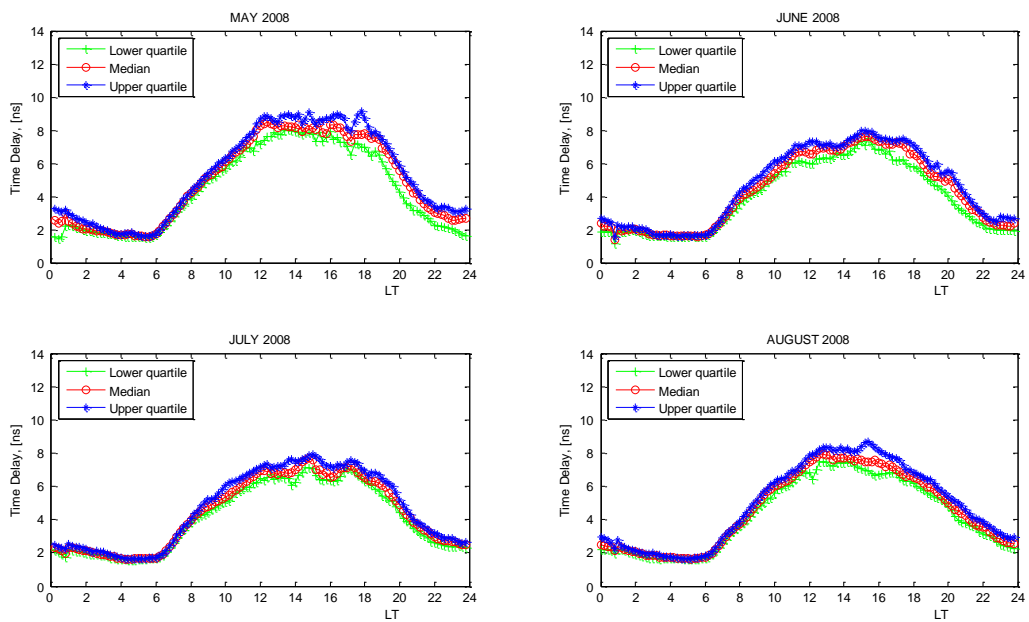 MAY 2008
14
12
10
8
6
4
2
0
Time Delay, [ns]
Lower quartile
Median
Upper quartile
0 2 4 6 8 10 12 14 16 18 20 22 24
LT
JUNE 2008
14
12
10
8
6
4
2
0
Time Delay, [ns]
Lower quartile
Median
Upper quartile
0 2 4 6 8 10 12 14 16 18 20 22 24
LT
JULY 2008
14
12
10
8
6
4
2
0
Time Delay, [ns]
Lower quartile
Median
Upper quartile
0 2 4 6 8 10 12 14 16 18 20 22 24
LT
AUGUST 2008
14
12
10
8
6
4
2
0
Time Delay, [ns]
Lower quartile
Median
Upper quartile
0 2 4 6 8 10 12 14 16 18 20 22 24
LT